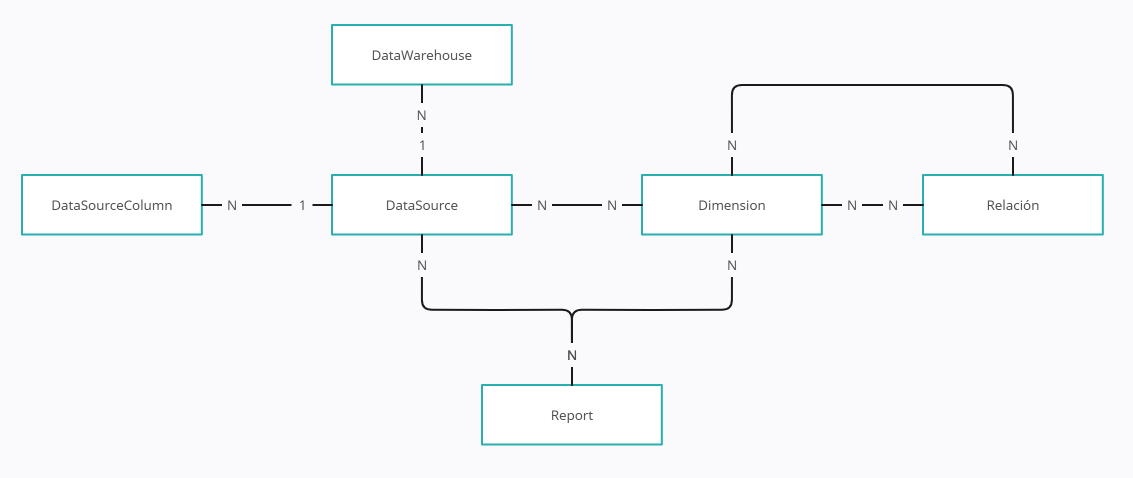 DataWarehouse
N
1
N
N
DataSourceColumn
N
1
DataSource
N
N
Dimension
N
N
Relación
N
N
N
Report